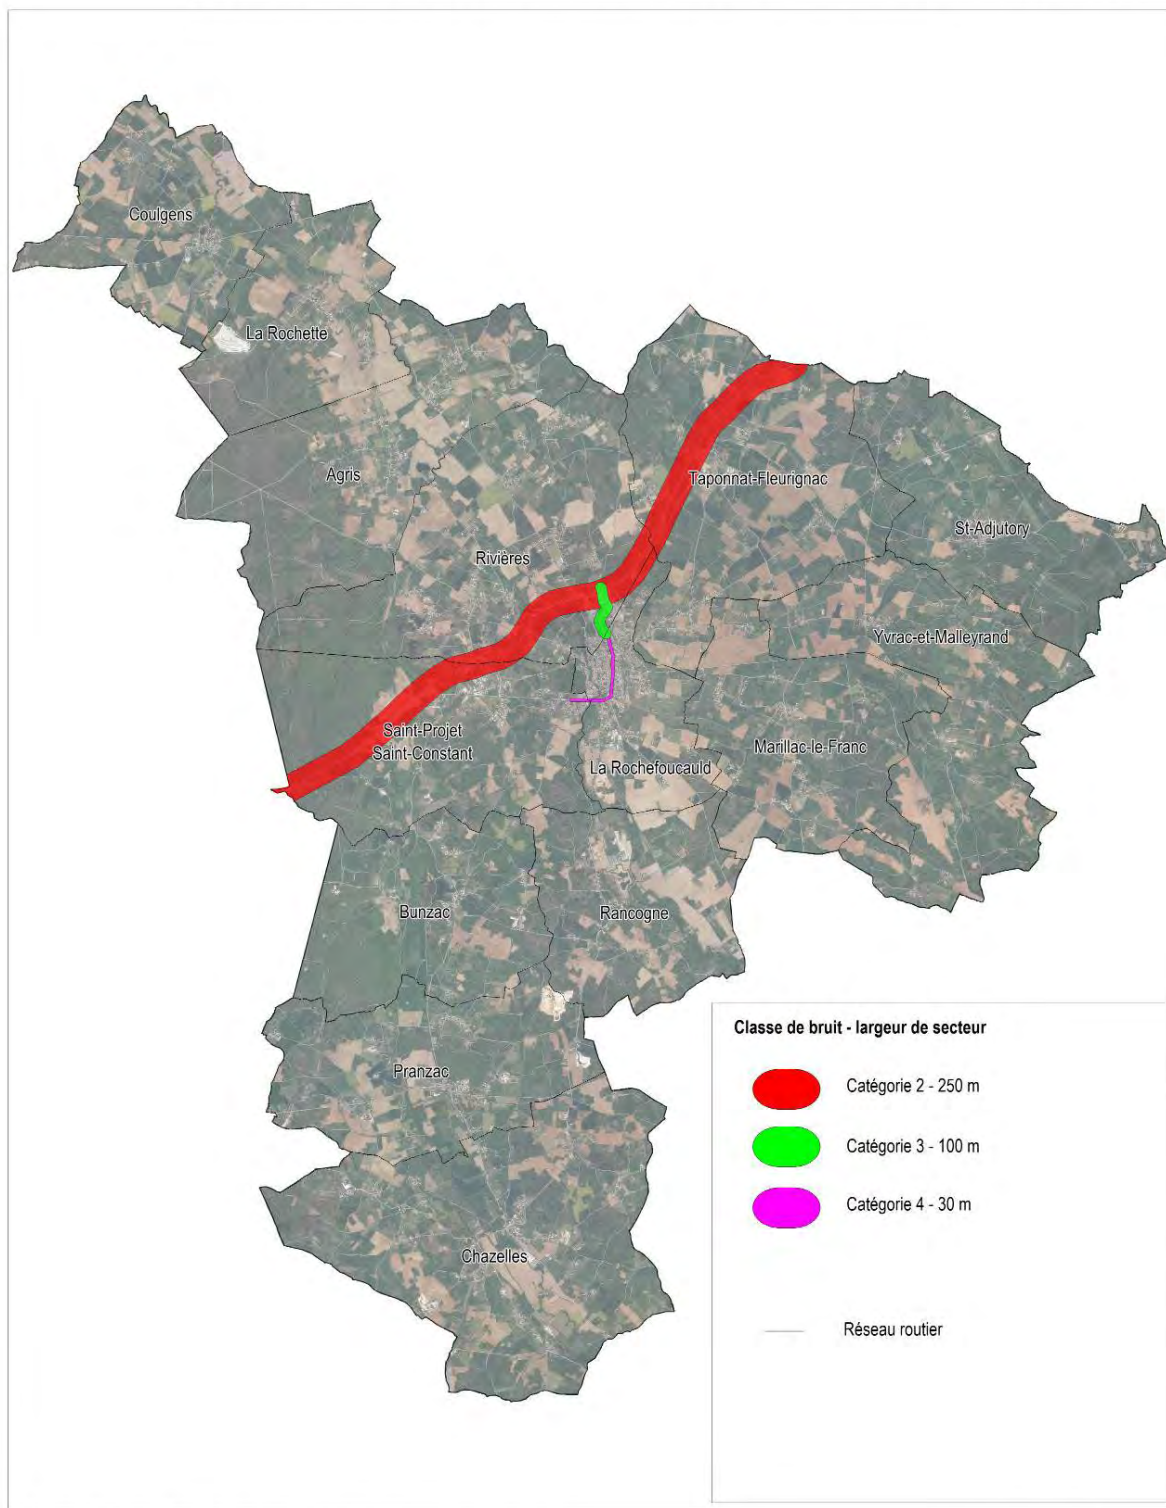 Coulgens
La Rochette
Agris
Taponnat-Fleurignac
St-Adjutory
Rivières
Yvrac-et-Malleyrand
Saint-Projet
Saint-Constant
Marillac-le-Franc
La Rochefoucauld
Bunzac
Rancogne
Pranzac
Chazelles
Classe de bruit - largeur de secteur
Catégorie 2 - 250 m
Catégorie 3 - 100 m
Catégorie 4 - 30 m
Réseau routier